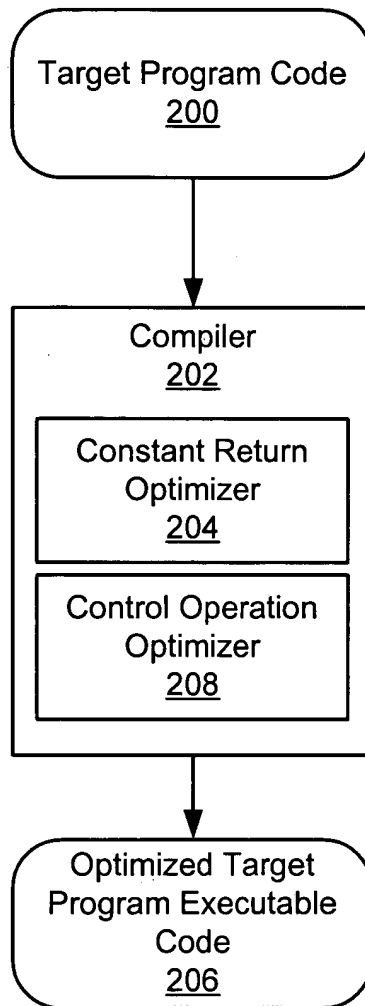 Target Program Code
200
Compiler
202
Constant Return
Optimizer
204
Control Operation
Optimizer
208
Optimized Target
Program Executable
Code
206